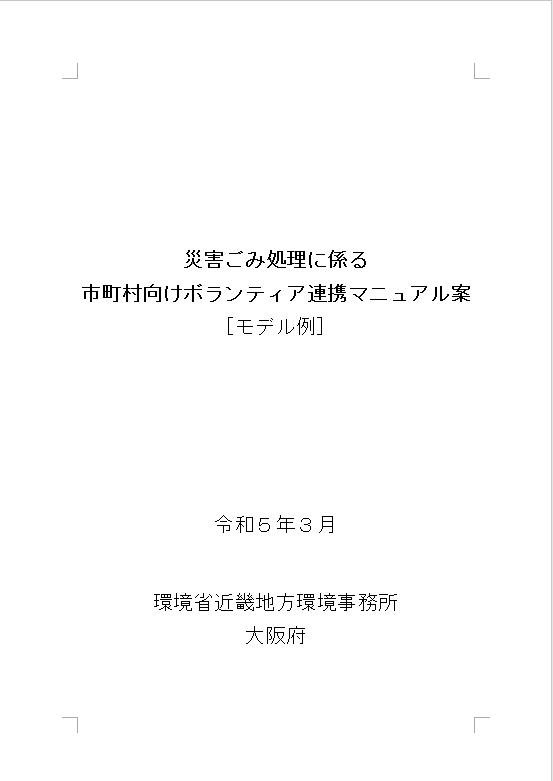 災害ごみ処理に係る
市町村向けボランティア連携マニュアル案
［モデル例］
令和５年３月
環境省近畿地方環境事務所
大阪府